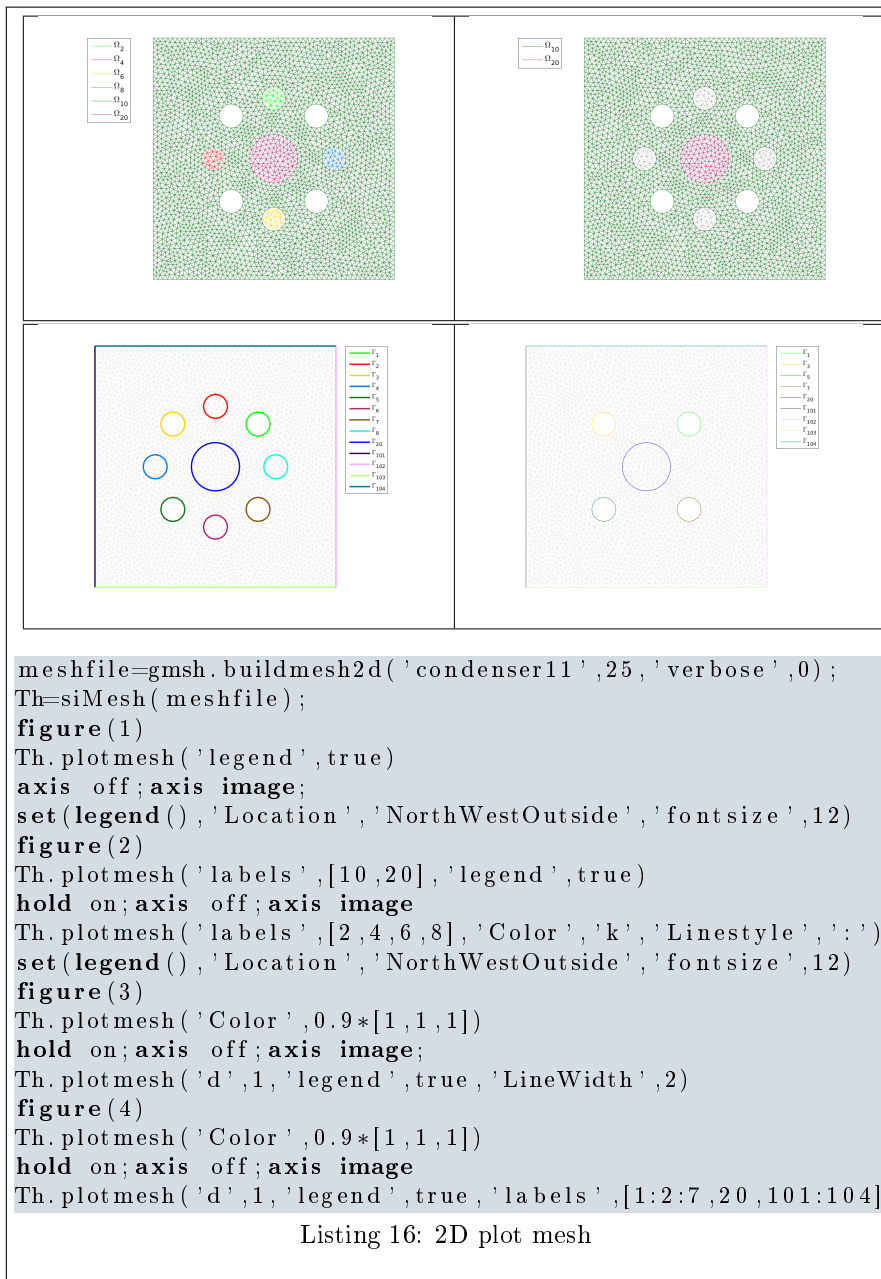 Ω2
Ω4
Ω6
Ω8
Ω10
Ω20
Ω10
Ω20
Γ1
Γ2
Γ3
Γ4
Γ5
Γ6
Γ7
Γ8
Γ20
Γ101
Γ102
Γ103
Γ104
Γ1
Γ3
Γ5
Γ7
Γ20
Γ101
Γ102
Γ103
Γ104
meshfile=gmsh.buildmesh2d('condenser11',25,'verbose',0);
Th=siMesh(meshfile);
figure(1)
Th.plotmesh('legend',true)
axis off;axis image;
set(legend(),'Location','NorthWestOutside','fontsize',12)
figure(2)
Th.plotmesh('labels',[10,20],'legend',true)
hold on;axis off;axis image
Th.plotmesh('labels',[2,4,6,8],'Color','k','Linestyle',':')
set(legend(),'Location','NorthWestOutside','fontsize',12)
figure(3)
Th.plotmesh('Color',0.9*[1,1,1])
hold on;axis off;axis image;
Th.plotmesh('d',1,'legend',true,'LineWidth',2)
figure(4)
Th.plotmesh('Color',0.9*[1,1,1])
hold on;axis off;axis image
Th.plotmesh('d',1,'legend',true,'labels',[1:2:7,20,101:104]
Listing 16: 2D plot mesh